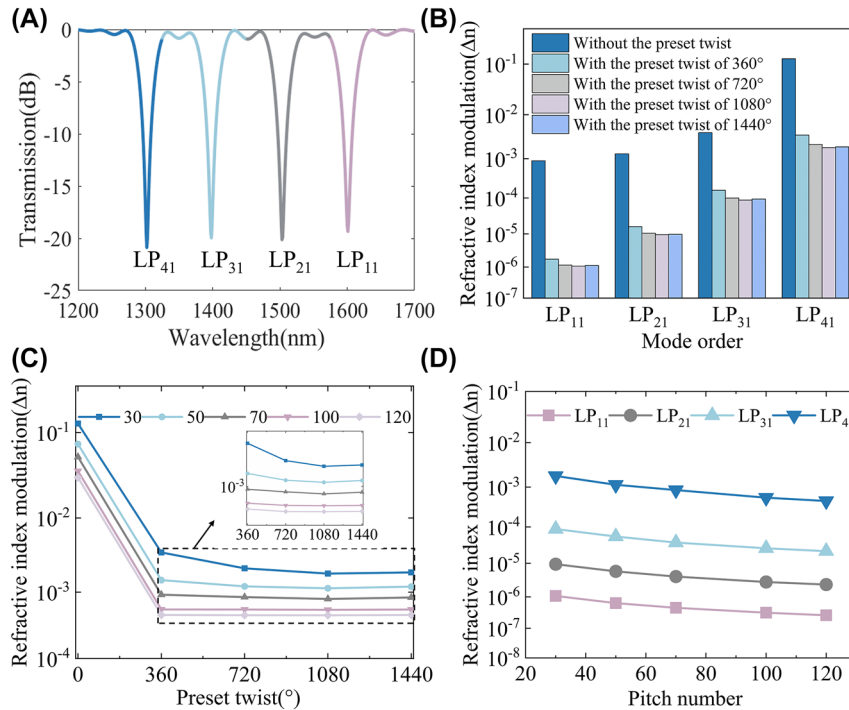 (A)
Transmission(dB)
0
-5
-10
-15
-20
-25
LP41
LP31
LP21
LP11
1200 1300 1400 1500 1600 1700
Wavelength(nm)
(B)
Refractive index modulation(Δn)
10-1
10-2
10-3
10-4
10-5
10-6
10-7
Without the preset twist
With the preset twist of 360°
With the preset twist of 720°
With the preset twist of 1080°
With the preset twist of 1440°
LP11 LP21 LP31 LP41
Mode order
(C)
Refractive index modulation(Δn)
10-1
10-2
10-3
10-4
30 50 70 100 120
10-3
360 720 1080 1440
0 360 720 1080 1440
Preset twist(°)
(D)
Refractive index modulation(Δn)
10-1
10-2
10-3
10-4
10-5
10-6
10-7
LP11 LP21 LP31 LP4
20 40 60 80 100 120
Pitch number